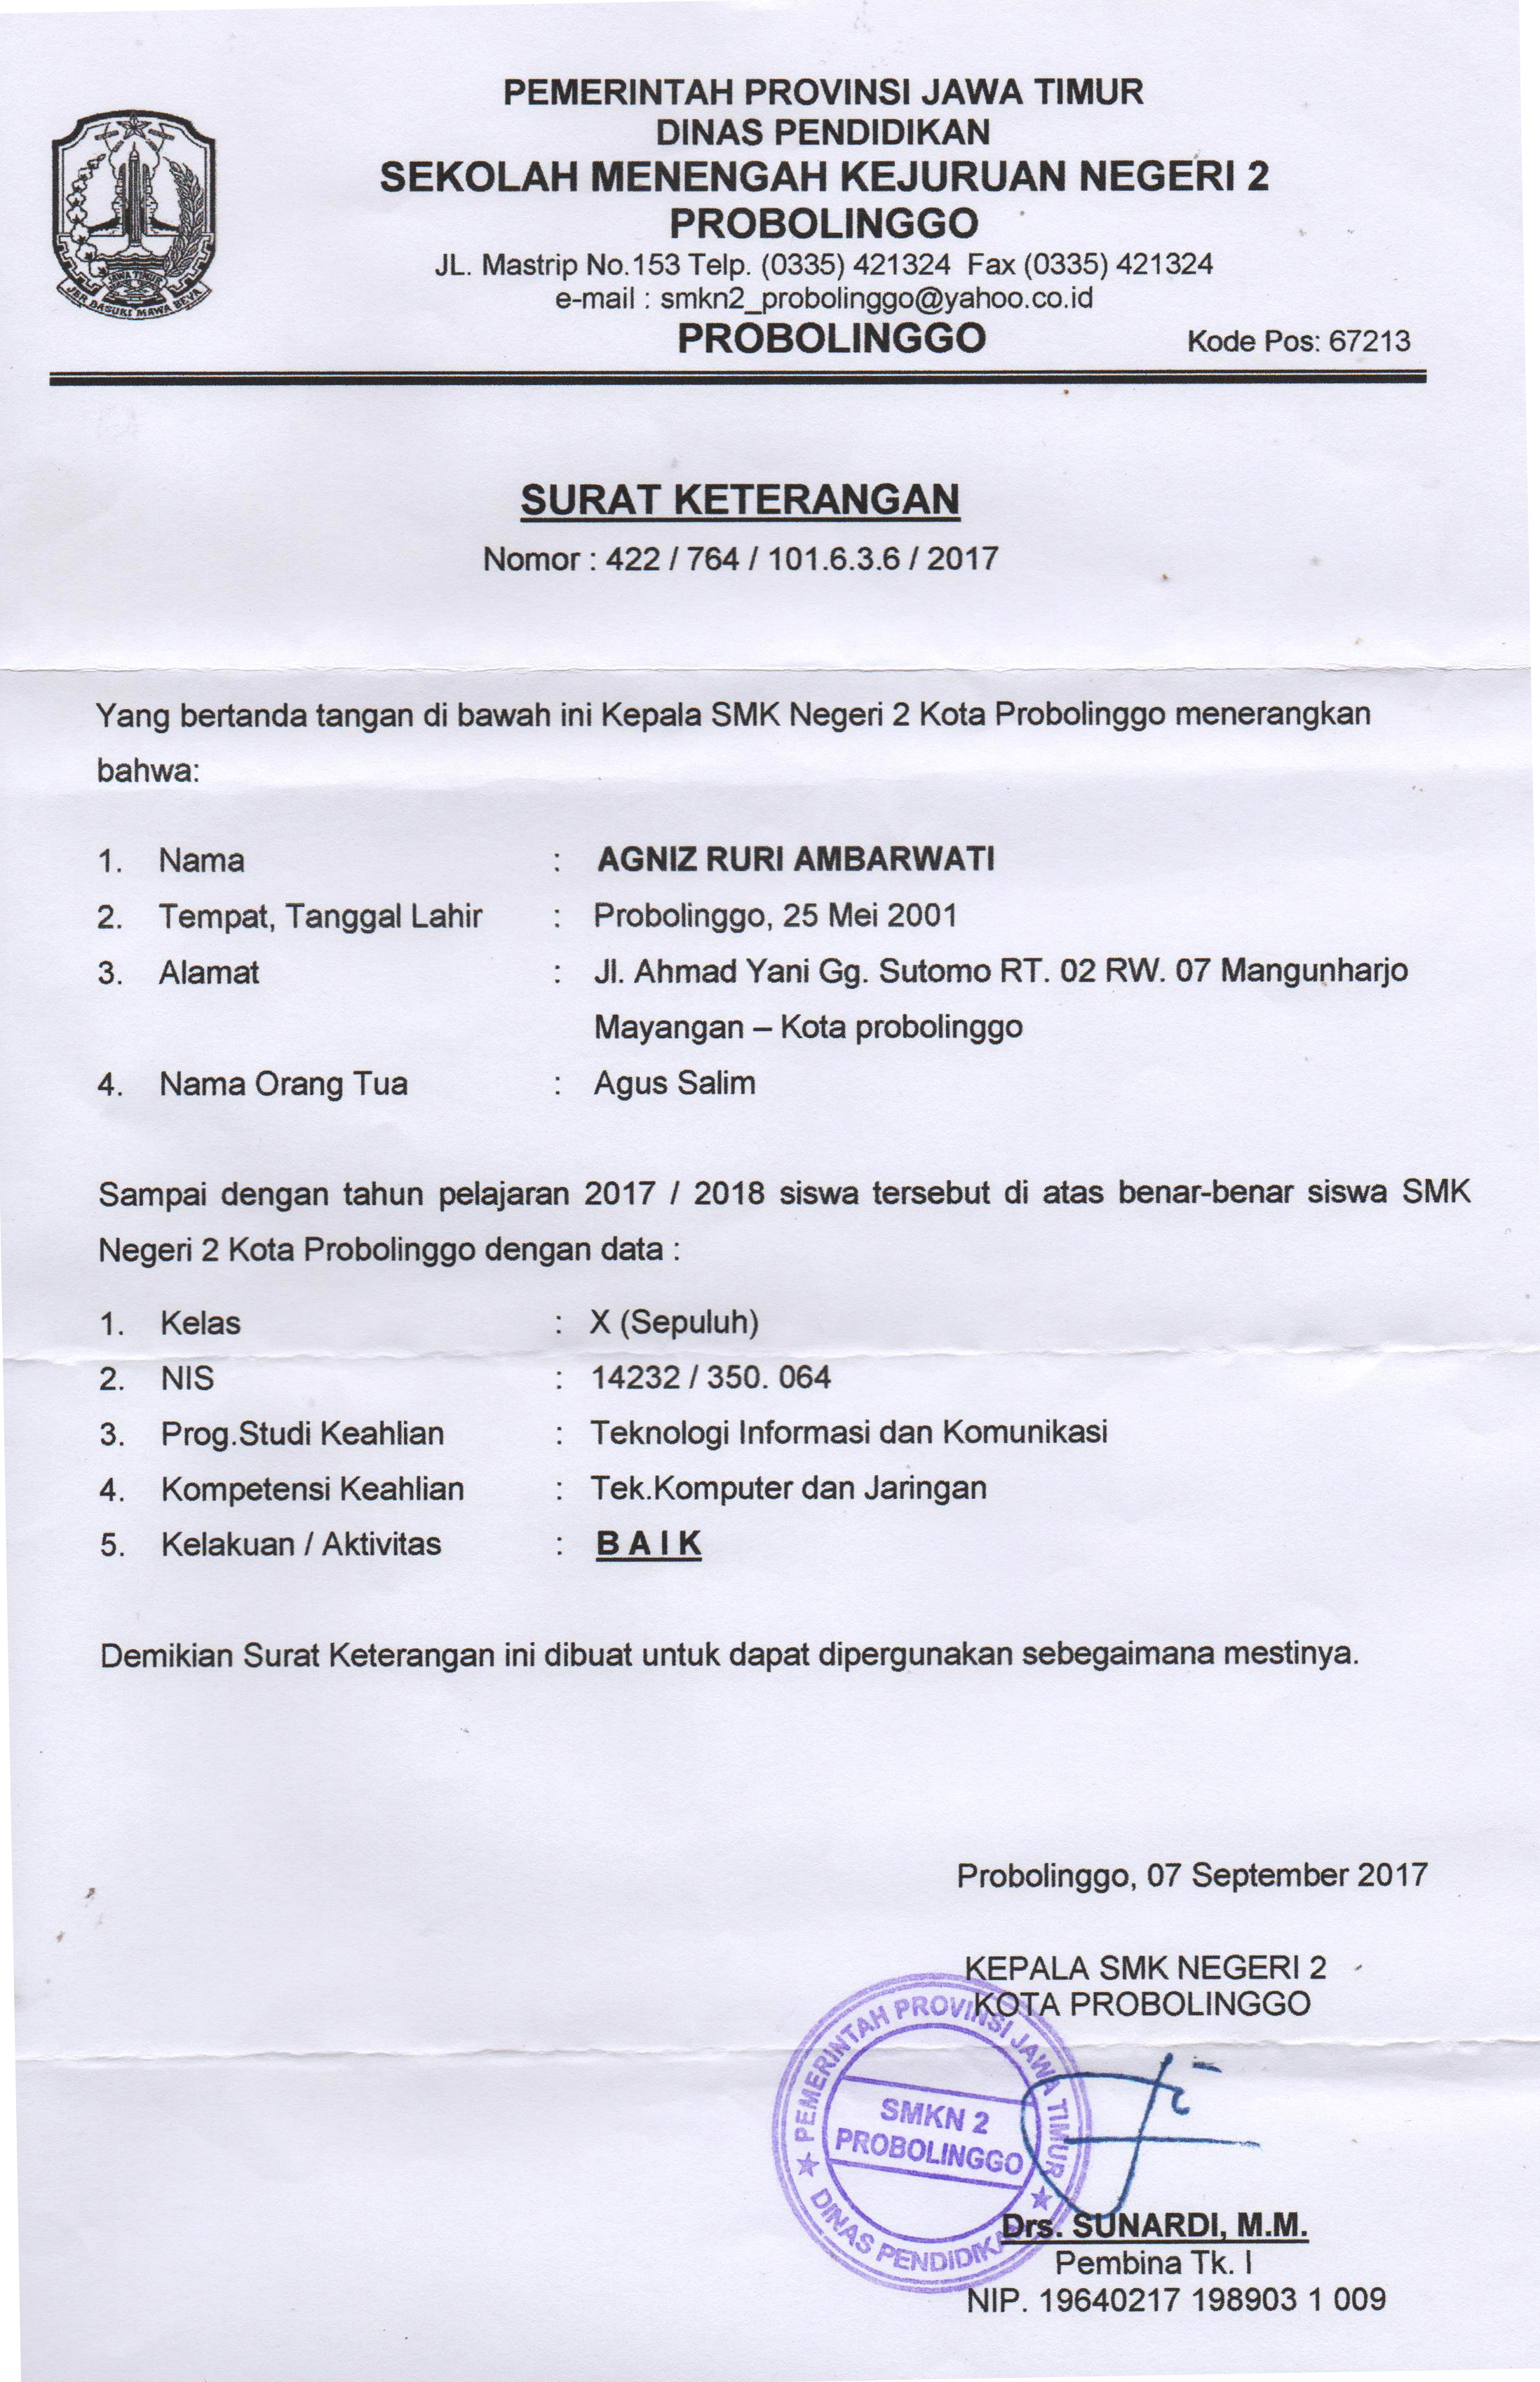 PEMERINTAH PROVINSI JAWA TIMUR
DINAS PENDIDIKAN
SEKOLAH MENENGAH KEJURUAN NEGERI 2
PROBOLINGGO
JL. Mastrip No.153 Telp. (0335) 421324 Fax (0335) 421324
e-mail : smkn2_probolinggo@yahoo.co.id
PROBOLINGGO Kode Pos: 67213
JAWA TIMUR
JER BASUKI MAWA BEYA
SURAT KETERANGAN
Nomor : 422 / 764 / 101.6.3.6 / 2017
Yang bertanda tangan di bawah ini Kepala SMK Negeri 2 Kota Probolinggo menerangkan
bahwa:
1. Nama : AGNIZ RURI AMBARWATI
2. Tempat, Tanggal Lahir : Probolinggo, 25 Mei 2001
3. Alamat : Jl. Ahmad Yani Gg. Sutomo RT. 02 RW. 07 Mangunharjo
Mayangan – Kota probolinggo
4. Nama Orang Tua : Agus Salim
Sampai dengan tahun pelajaran 2017 / 2018 siswa tersebut di atas benar-benar siswa SMK
Negeri 2 Kota Probolinggo dengan data :
1. Kelas : X (Sepuluh)
2. NIS : 14232 / 350. 064
3. Prog.Studi Keahlian : Teknologi Informasi dan Komunikasi
4. Kompetensi Keahlian : Tek.Komputer dan Jaringan
5. Kelakuan / Aktivitas : B A I K
Demikian Surat Keterangan ini dibuat untuk dapat dipergunakan sebegaimana mestinya.
Probolinggo, 07 September 2017
KEPALA SMK NEGERI 2
KOTA PROBOLINGGO
PEMERINTAH PROVINSI JAWA TIMUR
SMKN 2
PROBOLINGGO
DINAS PENDIDIKAN
Drs. SUNARDI, M.M.
Pembina Tk. I
NIP. 19640217 198903 1 009